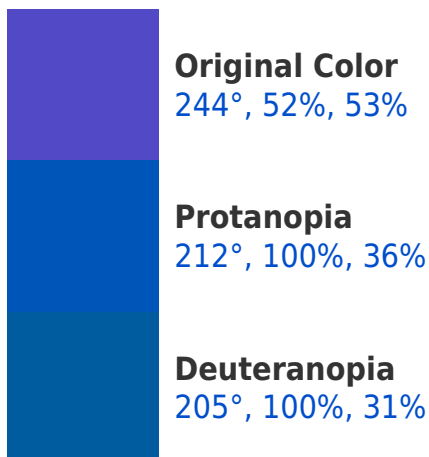 Original Color
244°, 52%, 53%
Protanopia
212°, 100%, 36%
Deuteranopia
205°, 100%, 31%